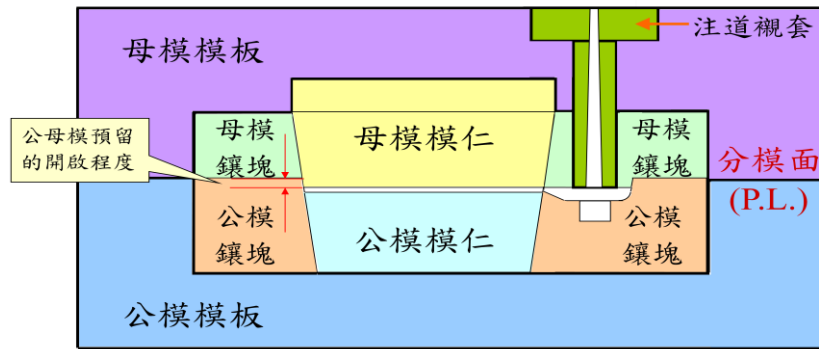 注道襯套
母模模板
公母模預留
的開啟程度
母模
鑲塊
母模模仁
母模
鑲塊
分模面
(P.L.)
公模
鑲塊
公模模仁
公模
鑲塊
公模模板